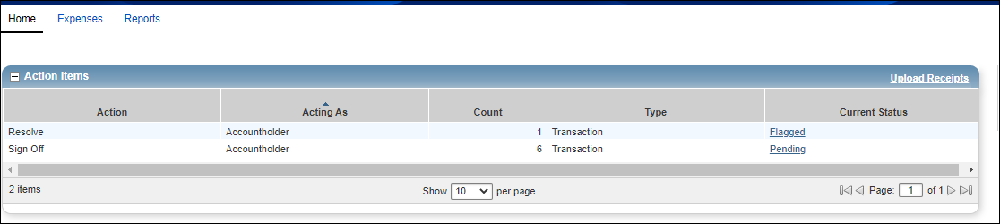 Home Expenses Reports
Action Items Upload Receipts
Action Acting As Count Type Current Status
Resolve Accountholder 1 Transaction Flagged
Sign Off Accountholder 6 Transaction Pending
2 items Show 10 per page Page: 1 of 1